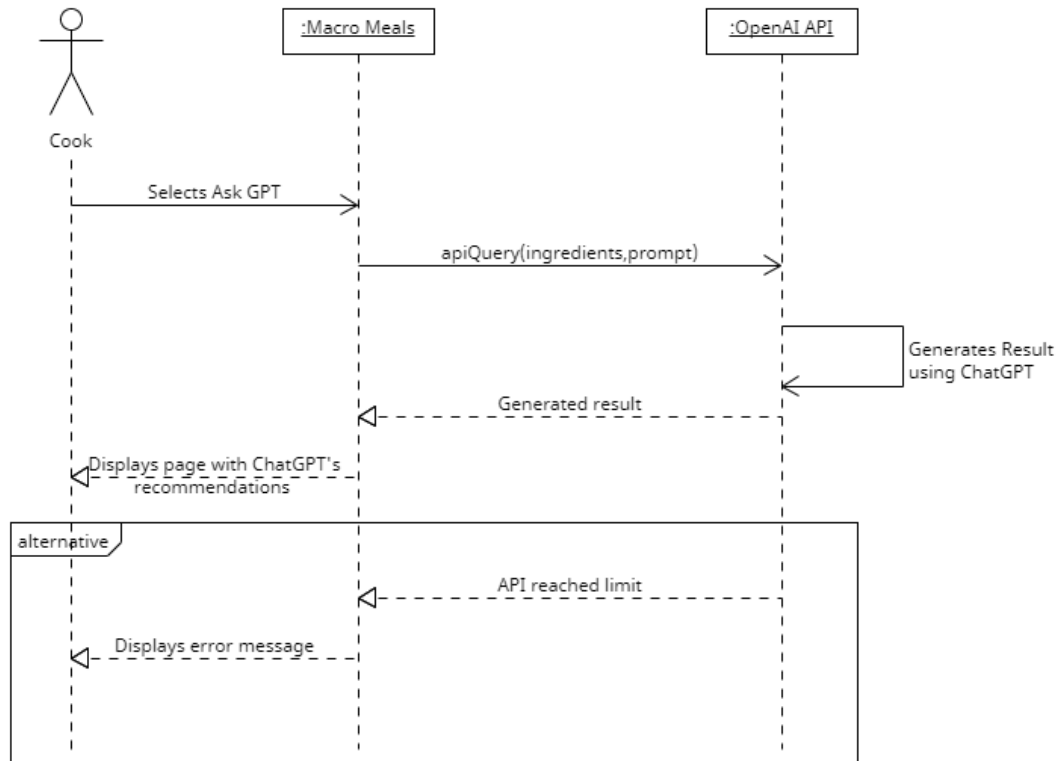 :Macro Meals
:OpenAI API
Cook
Selects Ask GPT
apiQuery(ingredients,prompt)
Generates Result
using ChatGPT
Generated result
Displays page with ChatGPT's
recommendations
alternative
API reached limit
Displays error message